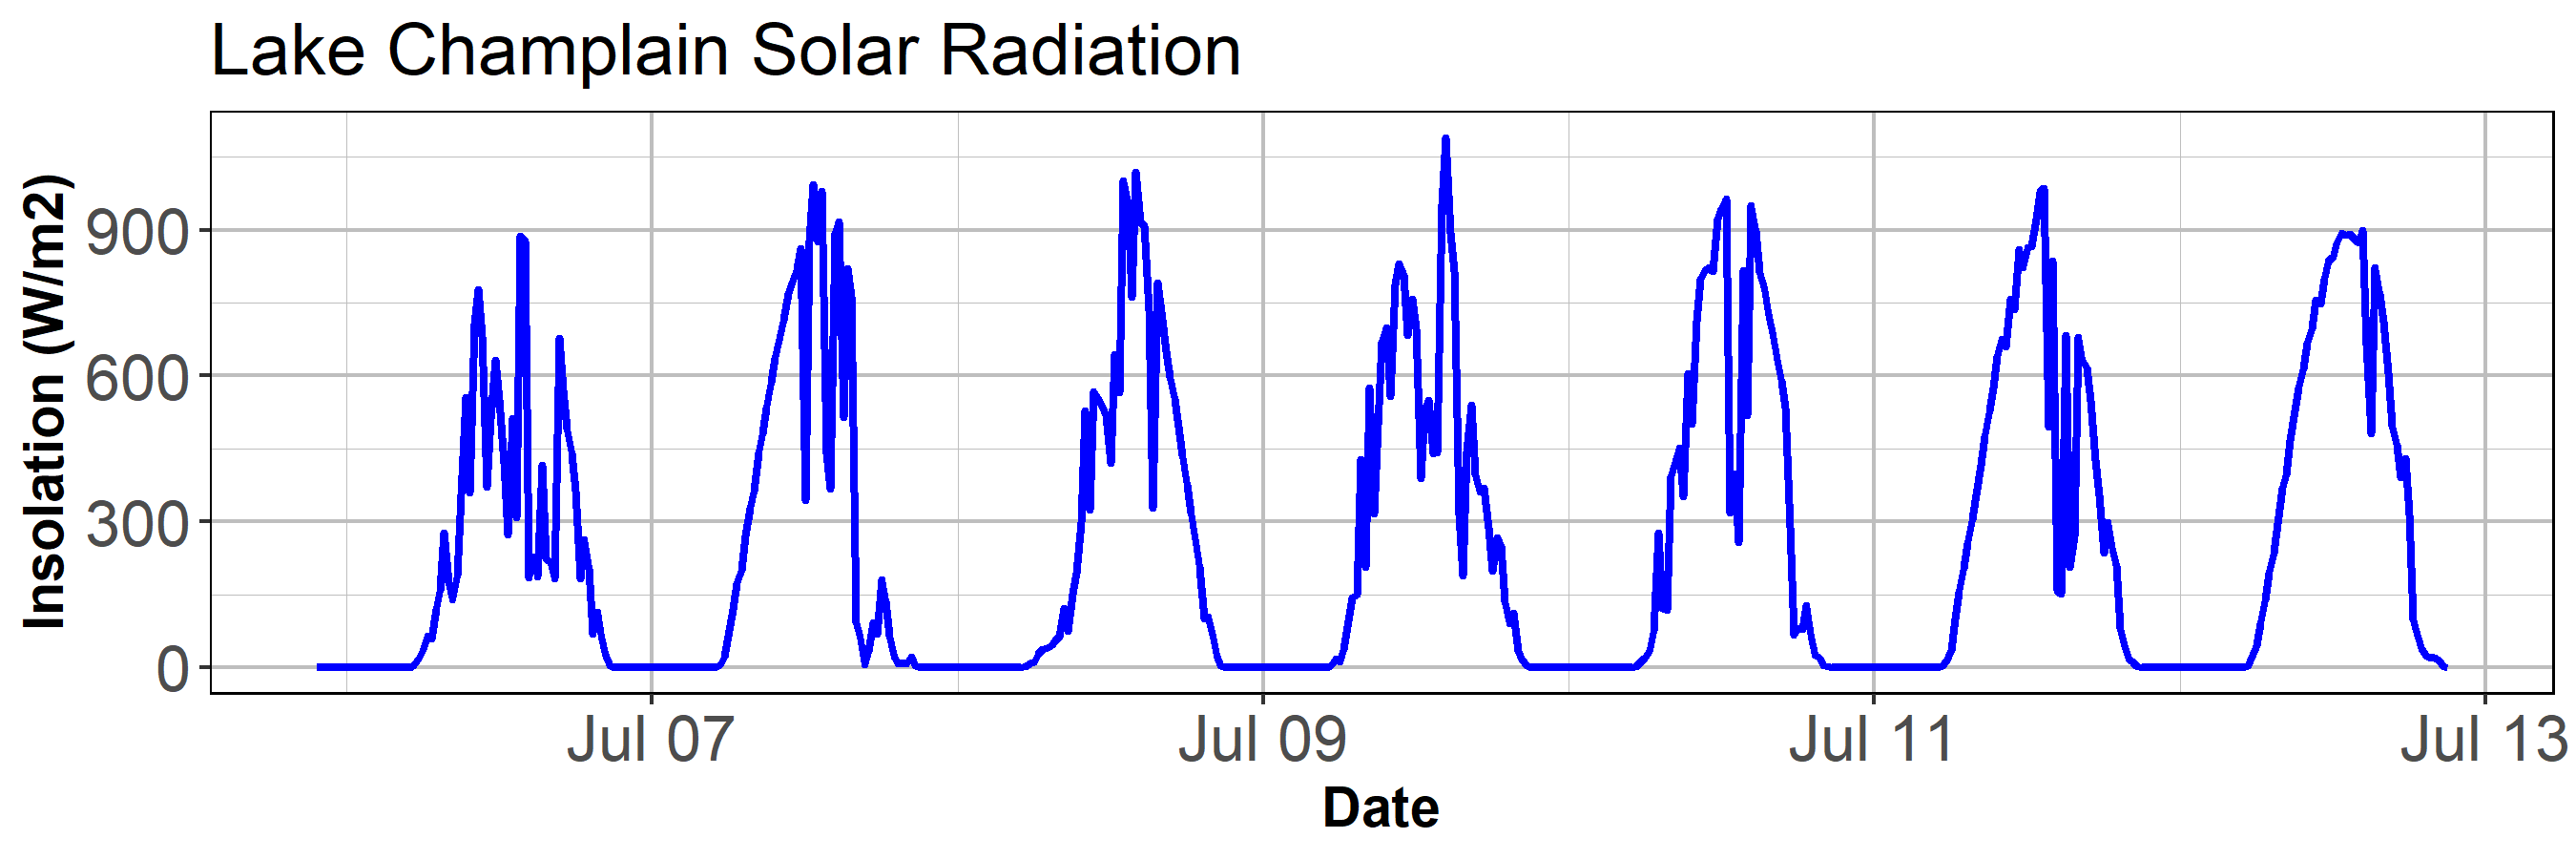 Lake Champlain Solar Radiation
Insolation (W/m2)
900
600
300
0
Jul 07 Jul 09 Jul 11 Jul 13
Date